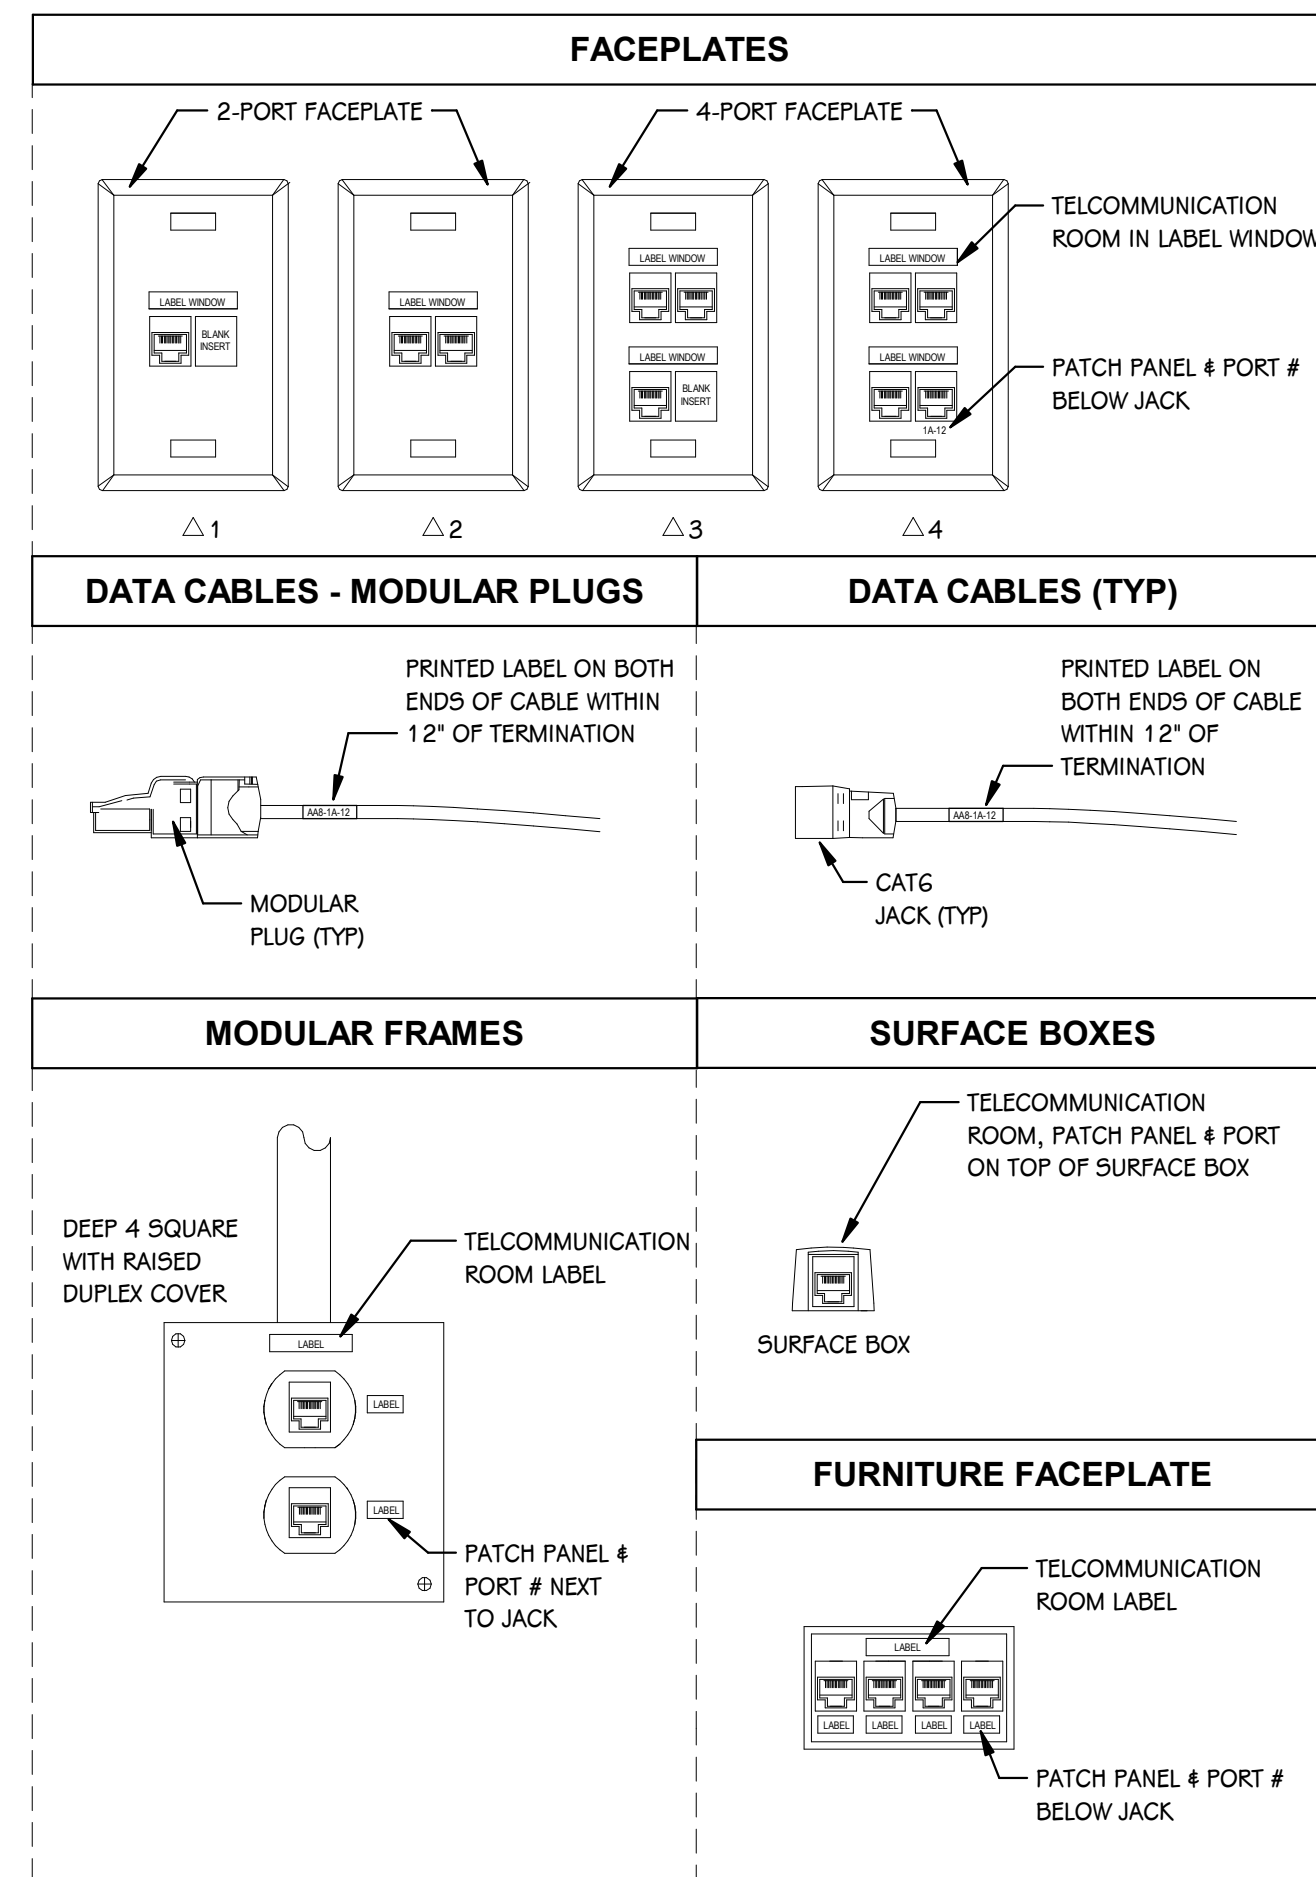 FACEPLATES
2-PORT FACEPLATE
4-PORT FACEPLATE
TELCOMMUNICATION
ROOM IN LABEL WINDOW
LABEL WINDOW
BLANK
INSERT
LABEL WINDOW
LABEL WINDOW
LABEL WINDOW
BLANK
INSERT
LABEL WINDOW
LABEL WINDOW
1A-12
PATCH PANEL & PORT #
BELOW JACK
△1
△2
△3
△4
DATA CABLES - MODULAR PLUGS
PRINTED LABEL ON BOTH
ENDS OF CABLE WITHIN
12" OF TERMINATION
AA8-1A-12
MODULAR
PLUG (TYP)
DATA CABLES (TYP)
PRINTED LABEL ON
BOTH ENDS OF CABLE
WITHIN 12" OF
TERMINATION
AA8-1A-12
CAT6
JACK (TYP)
MODULAR FRAMES
DEEP 4 SQUARE
WITH RAISED
DUPLEX COVER
TELCOMMUNICATION
ROOM LABEL
LABEL
LABEL
LABEL
PATCH PANEL &
PORT # NEXT
TO JACK
SURFACE BOXES
TELECOMMUNICATION
ROOM, PATCH PANEL & PORT
ON TOP OF SURFACE BOX
SURFACE BOX
FURNITURE FACEPLATE
TELCOMMUNICATION
ROOM LABEL
LABEL
LABEL LABEL LABEL LABEL
PATCH PANEL & PORT #
BELOW JACK